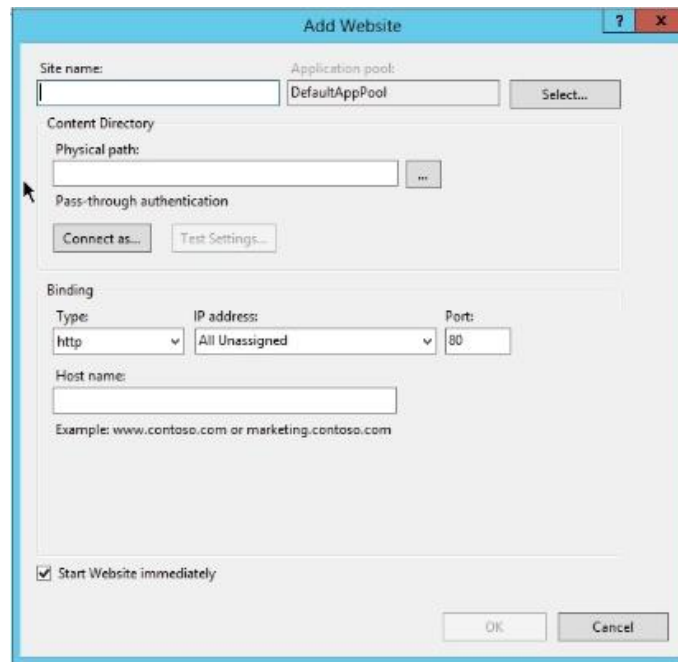 Add Website
? x
Site name: Application pool:
DefaultAppPool Select...
Content Directory
Physical path:
...
Pass-through authentication
Connect as... Test Settings...
Binding
Type: IP address: Port:
http All Unassigned 80
Host name:
Example: www.contoso.com or marketing.contoso.com
Start Website immediately
OK Cancel